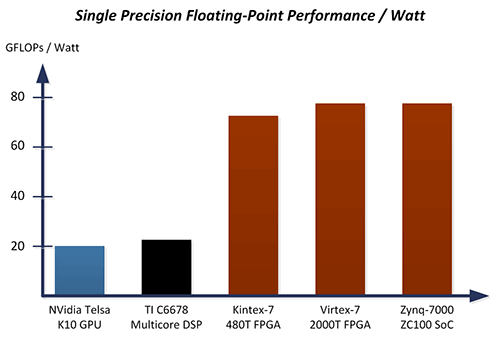 Single Precision Floating-Point Performance / Watt
GFLOPs / Watt
80
60
40
20
NVidia Telsa
K10 GPU
TI C6678
Multicore DSP
Kintex-7
480T FPGA
Virtex-7
2000T FPGA
Zynq-7000
ZC100 SoC